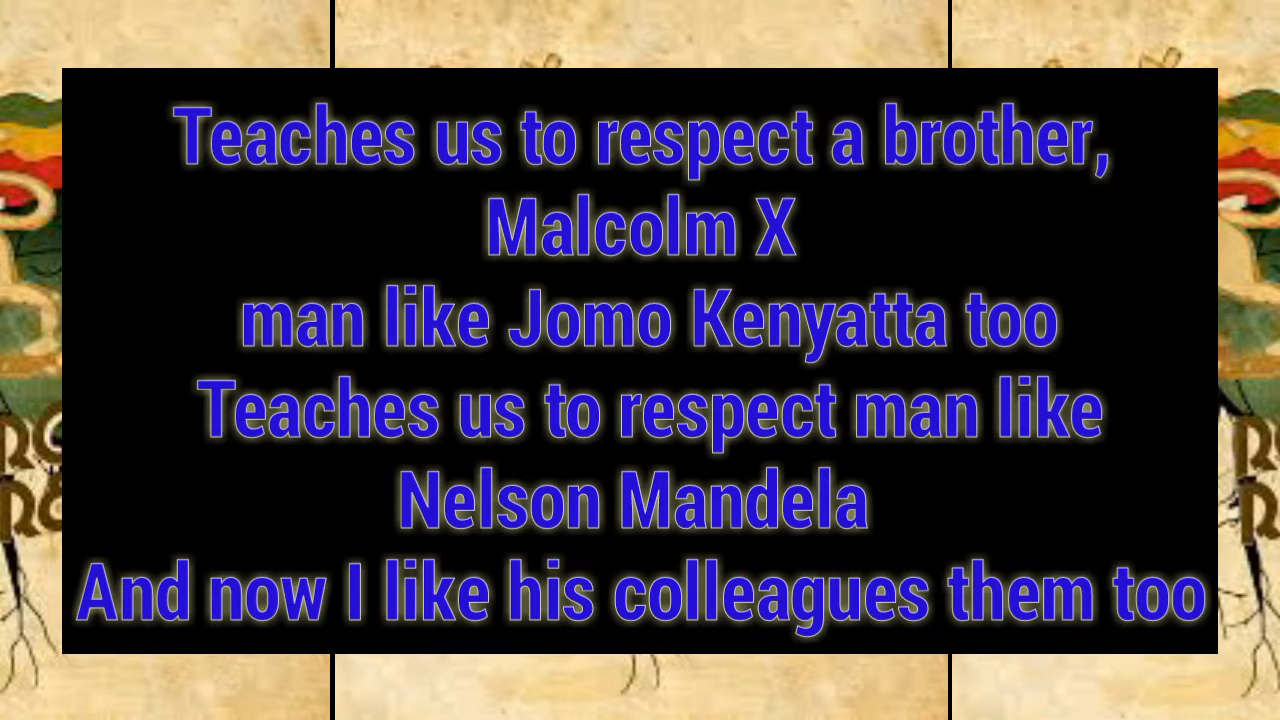 Teaches us to respect a brother,
Malcolm X
man like Jomo Kenyatta too
Teaches us to respect man like
Nelson Mandela
And now I like his colleagues them too